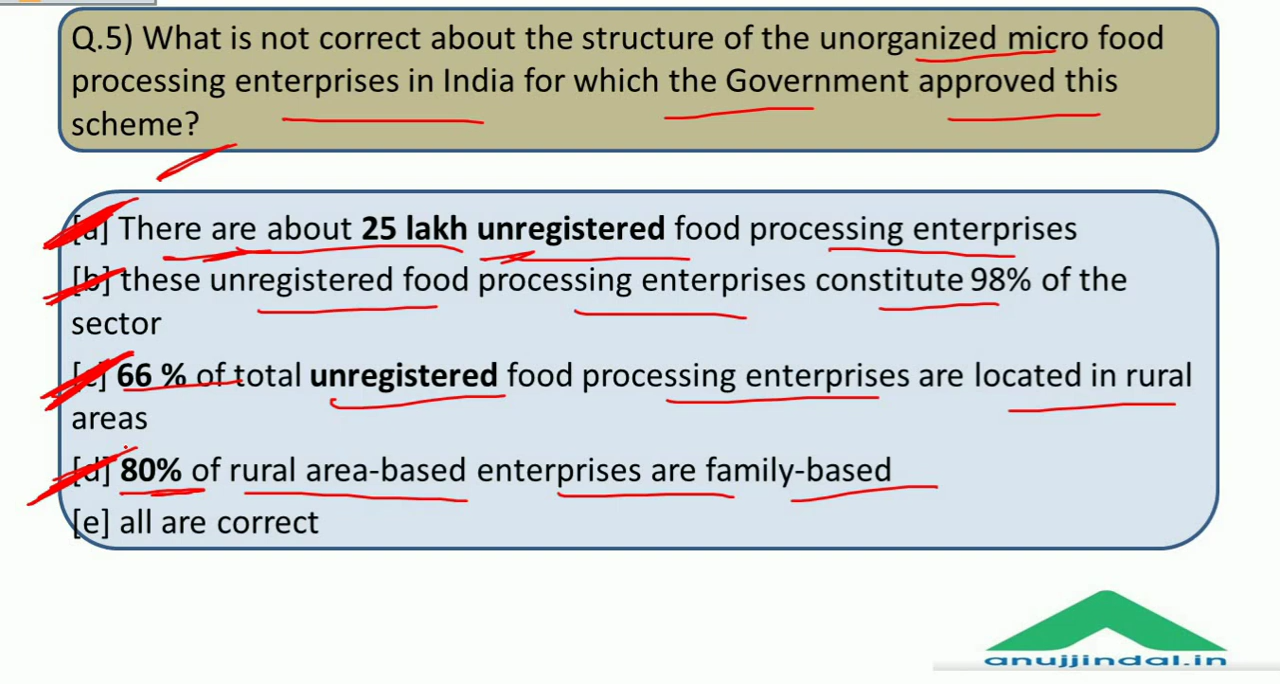 Q.5) What is not correct about the structure of the unorganized micro food
processing enterprises in India for which the Government approved this
scheme?
[a] There are about 25 lakh unregistered food processing enterprises
[b] these unregistered food processing enterprises constitute 98% of the
sector
[c] 66 % of total unregistered food processing enterprises are located in rural
areas
[d] 80% of rural area-based enterprises are family-based
[e] all are correct
anujjindal.in